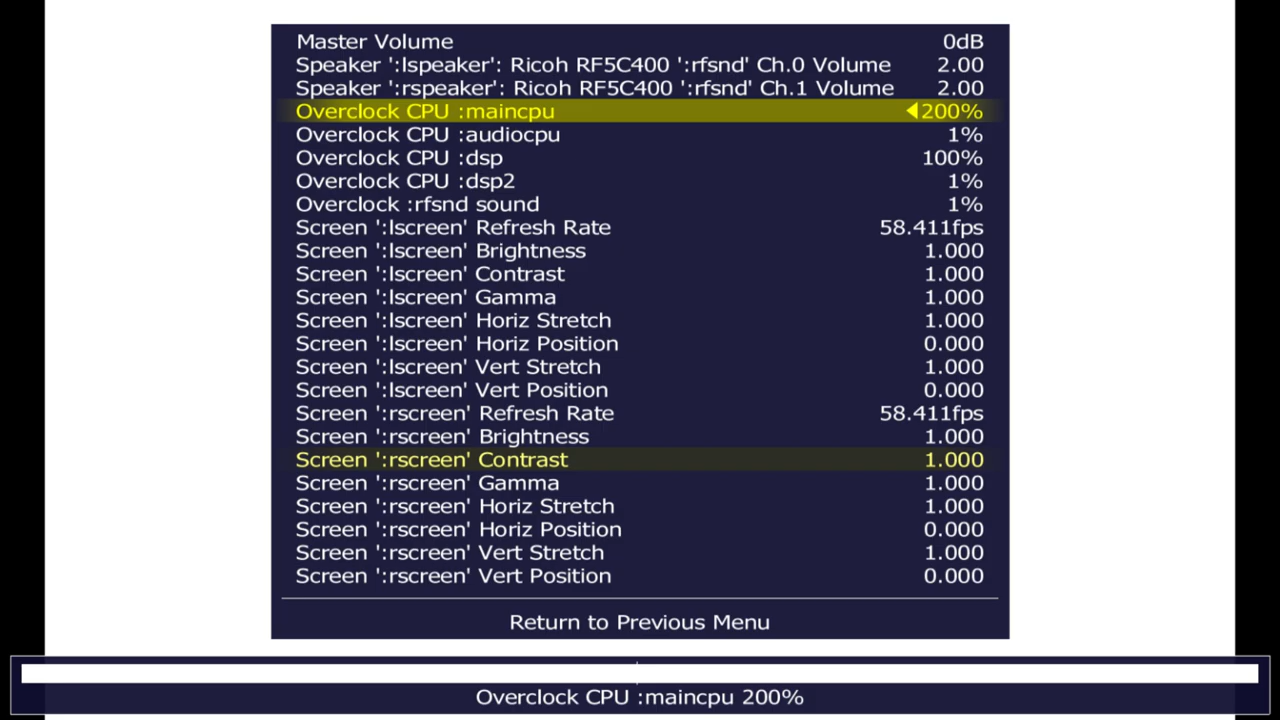 Master Volume 0dB
Speaker ':lspeaker': Ricoh RF5C400 ':rfsnd' Ch.0 Volume 2.00
Speaker ':rspeaker': Ricoh RF5C400 ':rfsnd' Ch.1 Volume 2.00
Overclock CPU :maincpu ◀200%
Overclock CPU :audiocpu 1%
Overclock CPU :dsp 100%
Overclock CPU :dsp2 1%
Overclock :rfsnd sound 1%
Screen ':lscreen' Refresh Rate 58.411fps
Screen ':lscreen' Brightness 1.000
Screen ':lscreen' Contrast 1.000
Screen ':lscreen' Gamma 1.000
Screen ':lscreen' Horiz Stretch 1.000
Screen ':lscreen' Horiz Position 0.000
Screen ':lscreen' Vert Stretch 1.000
Screen ':lscreen' Vert Position 0.000
Screen ':rscreen' Refresh Rate 58.411fps
Screen ':rscreen' Brightness 1.000
Screen ':rscreen' Contrast 1.000
Screen ':rscreen' Gamma 1.000
Screen ':rscreen' Horiz Stretch 1.000
Screen ':rscreen' Horiz Position 0.000
Screen ':rscreen' Vert Stretch 1.000
Screen ':rscreen' Vert Position 0.000
Return to Previous Menu
Overclock CPU :maincpu 200%